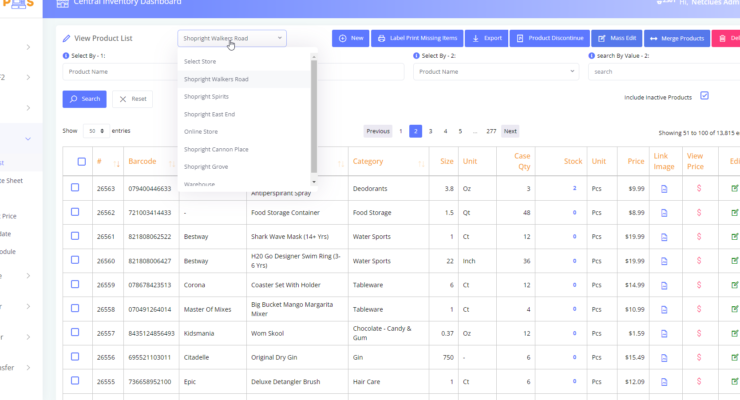 Central Inventory Dashboard
Hi, Netclues Admi
View Product List
Shopright Walkers Road
New
Label Print Missing Items
Export
Product Discontinue
Mass Edit
Merge Products
Del
Select By - 1:
Select By - 2:
search By Value - 2:
Product Name
Product Name
search
Select Store
Shopright Walkers Road
Shopright Spirits
Shopright East End
Online Store
Shopright Cannon Place
Shopright Grove
Warehouse
Search
Reset
Include Inactive Products
Show 50 entries
Previous 1 2 3 4 5 ... 277 Next
Showing 51 to 100 of 13,815 e
# Barcode Category Size Unit Case Qty Stock Unit Price Link Image View Price Edi
26563 079400446633 Antiperspirant Spray Deodorants 3.8 Oz 3 2 Pcs $9.99 $
26562 721003414433 - Food Storage Container Food Storage 1.5 Qt 48 0 Pcs $8.99 $
26561 821808062522 Bestway Shark Wave Mask (14+ Yrs) Water Sports 1 Ct 12 0 Pcs $19.99 $
26560 821808006427 Bestway H20 Go Designer Swim Ring (3-6 Yrs) Water Sports 22 Inch 36 0 Pcs $19.99 $
26559 078678423513 Corona Coaster Set With Holder Tableware 6 Ct 12 0 Pcs $14.99 $
26558 070491264014 Master Of Mixes Big Bucket Mango Margarita Mixer Tableware 1 Ct 4 0 Pcs $10.99 $
26557 8435124856493 Kidsmania Wom Skool Chocolate - Candy & Gum 0.37 Oz 12 0 Pcs $1.59 $
26556 695521103011 Citadelle Original Dry Gin Gin 750 - 6 0 Pcs $15.49 $
26555 736658952100 Epic Deluxe Detangler Brush Hair Care 1 Ct 6 0 Pcs $12.09 $
te Sheet
Price
date
odule
nsfer